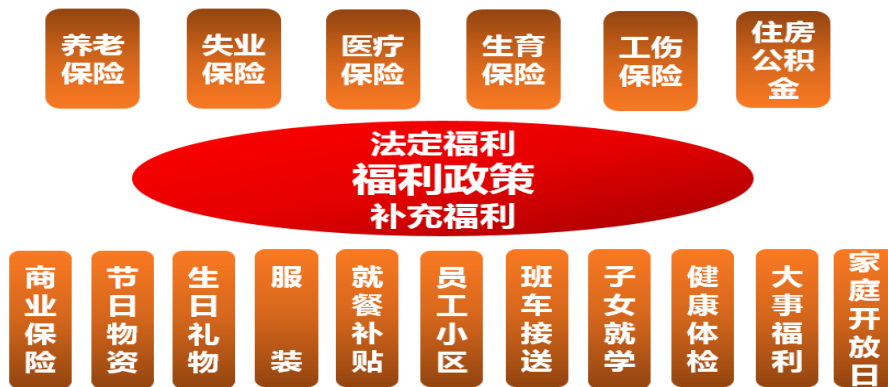 养老
保险
失业
保险
医疗
保险
生育
保险
工伤
保险
住房
公积
金
法定福利
福利政策
补充福利
商业保险
节日物资
生日礼物
服装
就餐补贴
员工小区
班车接送
子女就学
健康体检
大事福利
家庭开放日